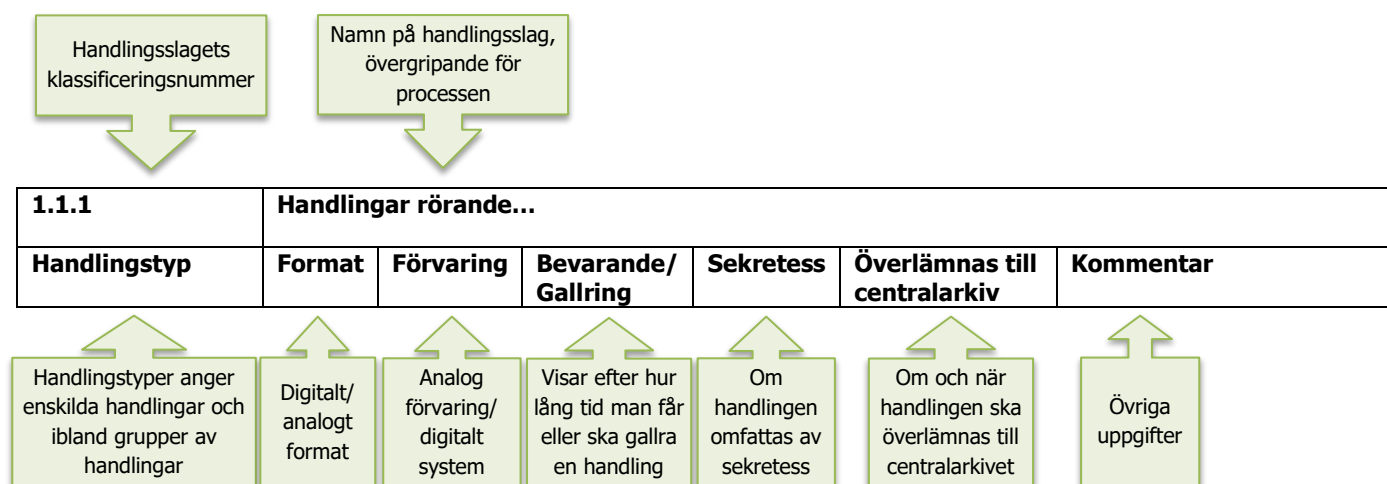 Handlingsslagets
klassificeringsnummer
Namn på handlingsslag,
övergripande för
processen
1.1.1
Handlingar rörande…
Handlingstyp
Format
Förvaring
Bevarande/
Gallring
Sekretess
Överlämnas till
centralarkiv
Kommentar
Handlingstyper anger
enskilda handlingar och
ibland grupper av
handlingar
Digitalt/
analogt
format
Analog
förvaring/
digitalt
system
Visar efter hur
lång tid man får
eller ska gallra
en handling
Om
handlingen
omfattas av
sekretess
Om och när
handlingen ska
överlämnas till
centralarkivet
Övriga
uppgifter